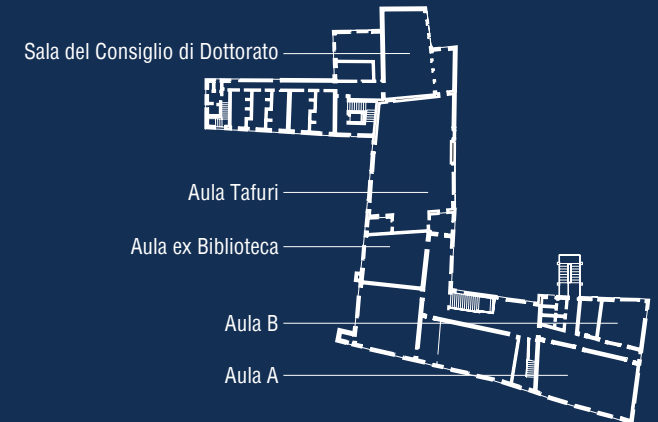 Sala del Consiglio di Dottorato
Aula Tafuri
Aula ex Biblioteca
Aula B
Aula A